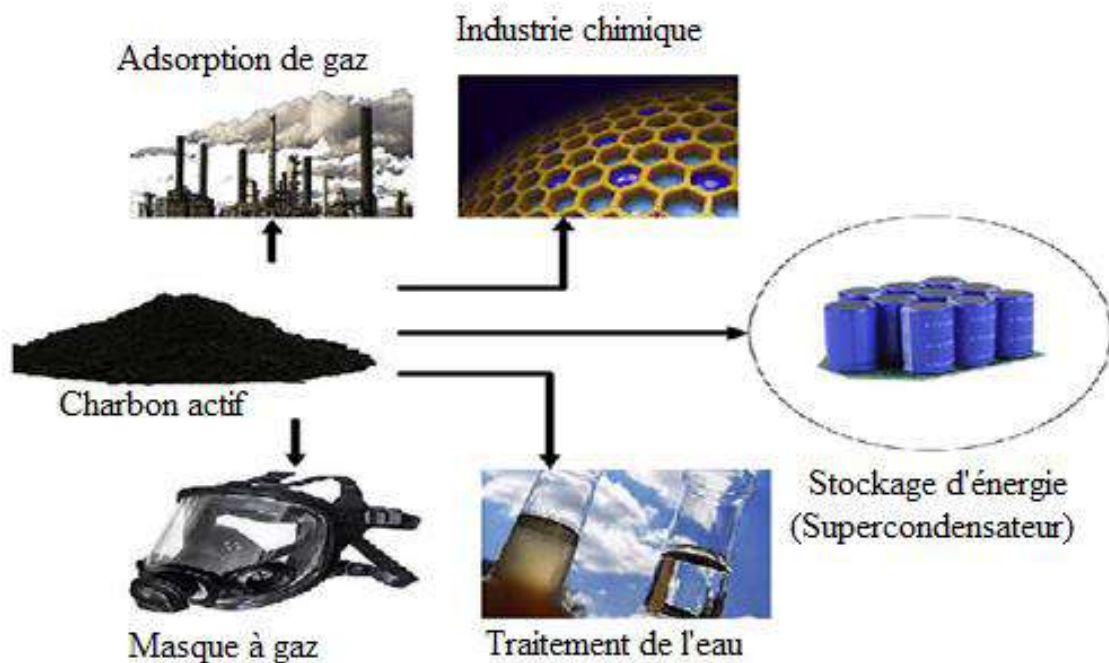 Industrie chimique
Adsorption de gaz
Charbon actif
Stockage d'énergie
(Supercondensateur)
Masque à gaz
Traitement de l'eau